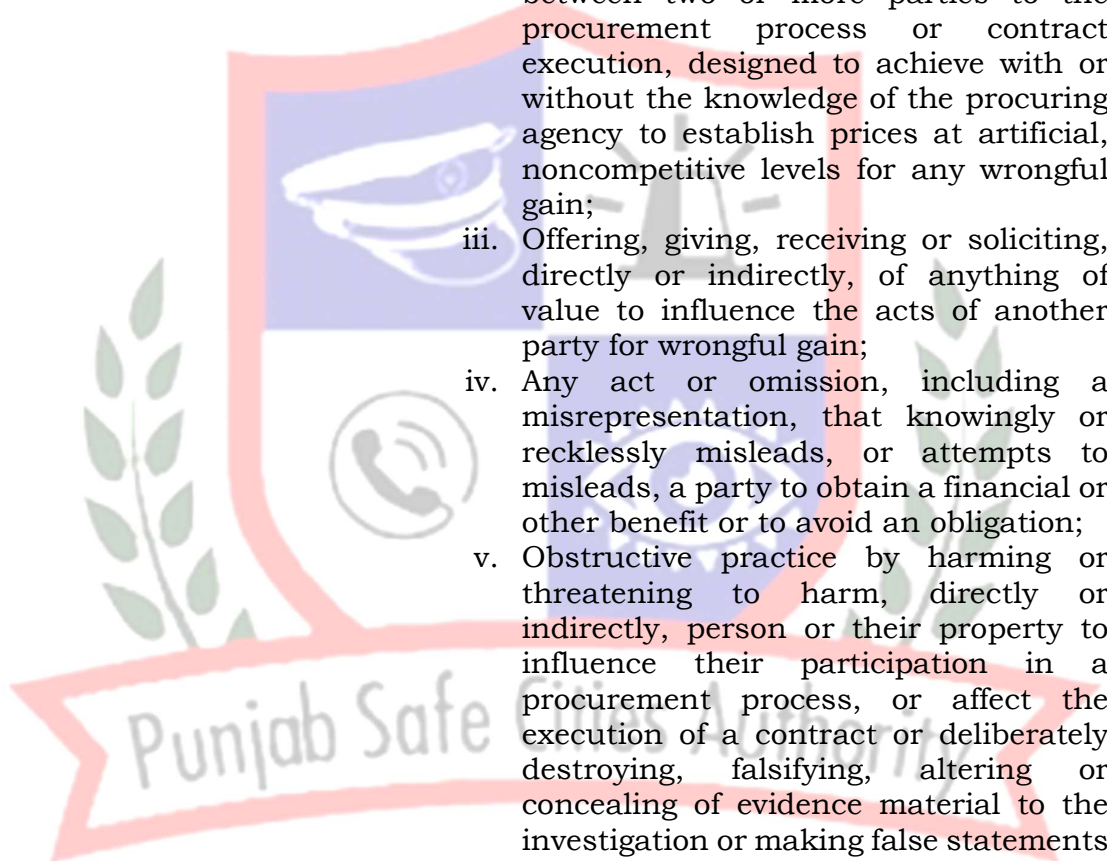 between two or more parties to the
procurement process or contract
execution, designed to achieve with or
without the knowledge of the procuring
agency to establish prices at artificial,
noncompetitive levels for any wrongful
gain;
iii. Offering, giving, receiving or soliciting,
directly or indirectly, of anything of
value to influence the acts of another
party for wrongful gain;
iv. Any act or omission, including a
misrepresentation, that knowingly or
recklessly misleads, or attempts to
misleads, a party to obtain a financial or
other benefit or to avoid an obligation;
v. Obstructive practice by harming or
threatening to harm, directly or
indirectly, person or their property to
influence their participation in a
procurement process, or affect the
execution of a contract or deliberately
destroying, falsifying, altering or
concealing of evidence material to the
investigation or making false statements
Punjab Safe Cities Authority